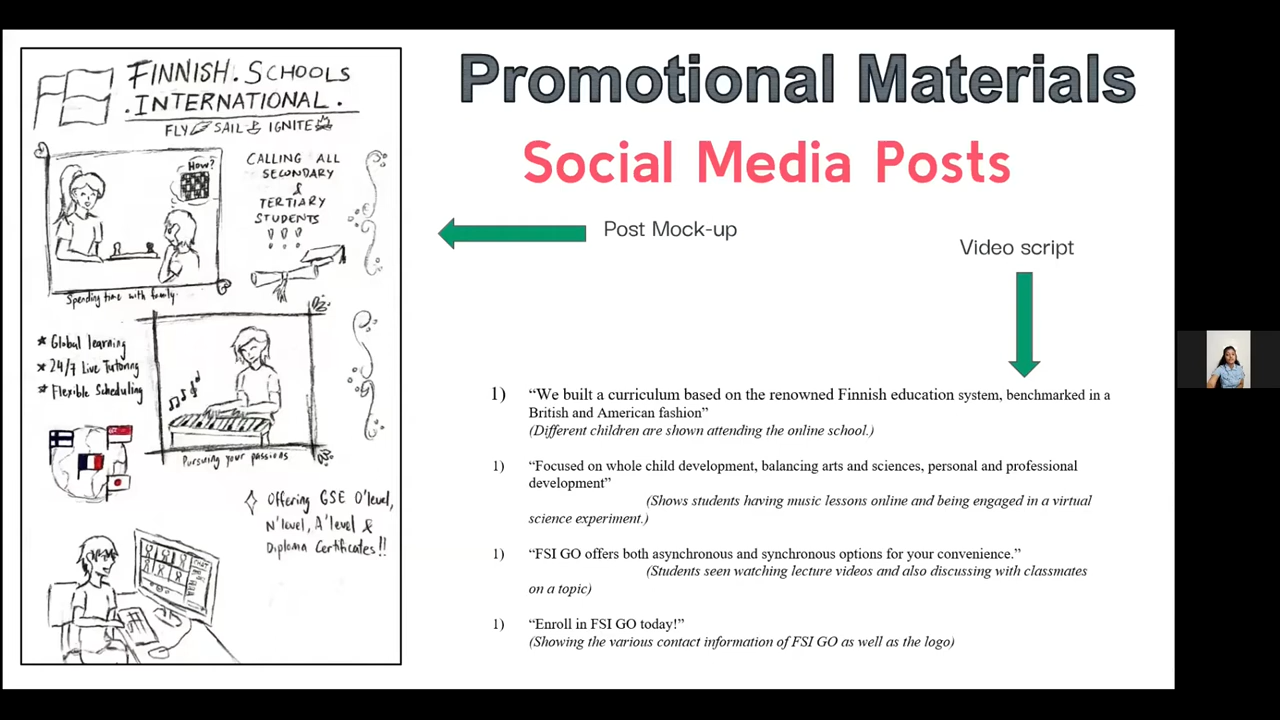 FINNISH.SCHOOLS
.INTERNATIONAL.
FLY SAIL IGNITE
How?
CALLING ALL
SECONDARY
&
TERTIARY
STUDENTS
!!!
Spending time with family.
* Global learning
* 24/7 Live Tutoring
* Flexible Scheduling
Pursuing your passions
Offering GSE O'level,
N'level, A'level &
Diploma Certificates!!
Promotional Materials
Social Media Posts
Post Mock-up
Video script
1) “We built a curriculum based on the renowned Finnish education system, benchmarked in a
British and American fashion”
(Different children are shown attending the online school.)
1) “Focused on whole child development, balancing arts and sciences, personal and professional
development”
(Shows students having music lessons online and being engaged in a virtual
science experiment.)
1) “FSI GO offers both asynchronous and synchronous options for your convenience.”
(Students seen watching lecture videos and also discussing with classmates
on a topic)
1) “Enroll in FSI GO today!”
(Showing the various contact information of FSI GO as well as the logo)